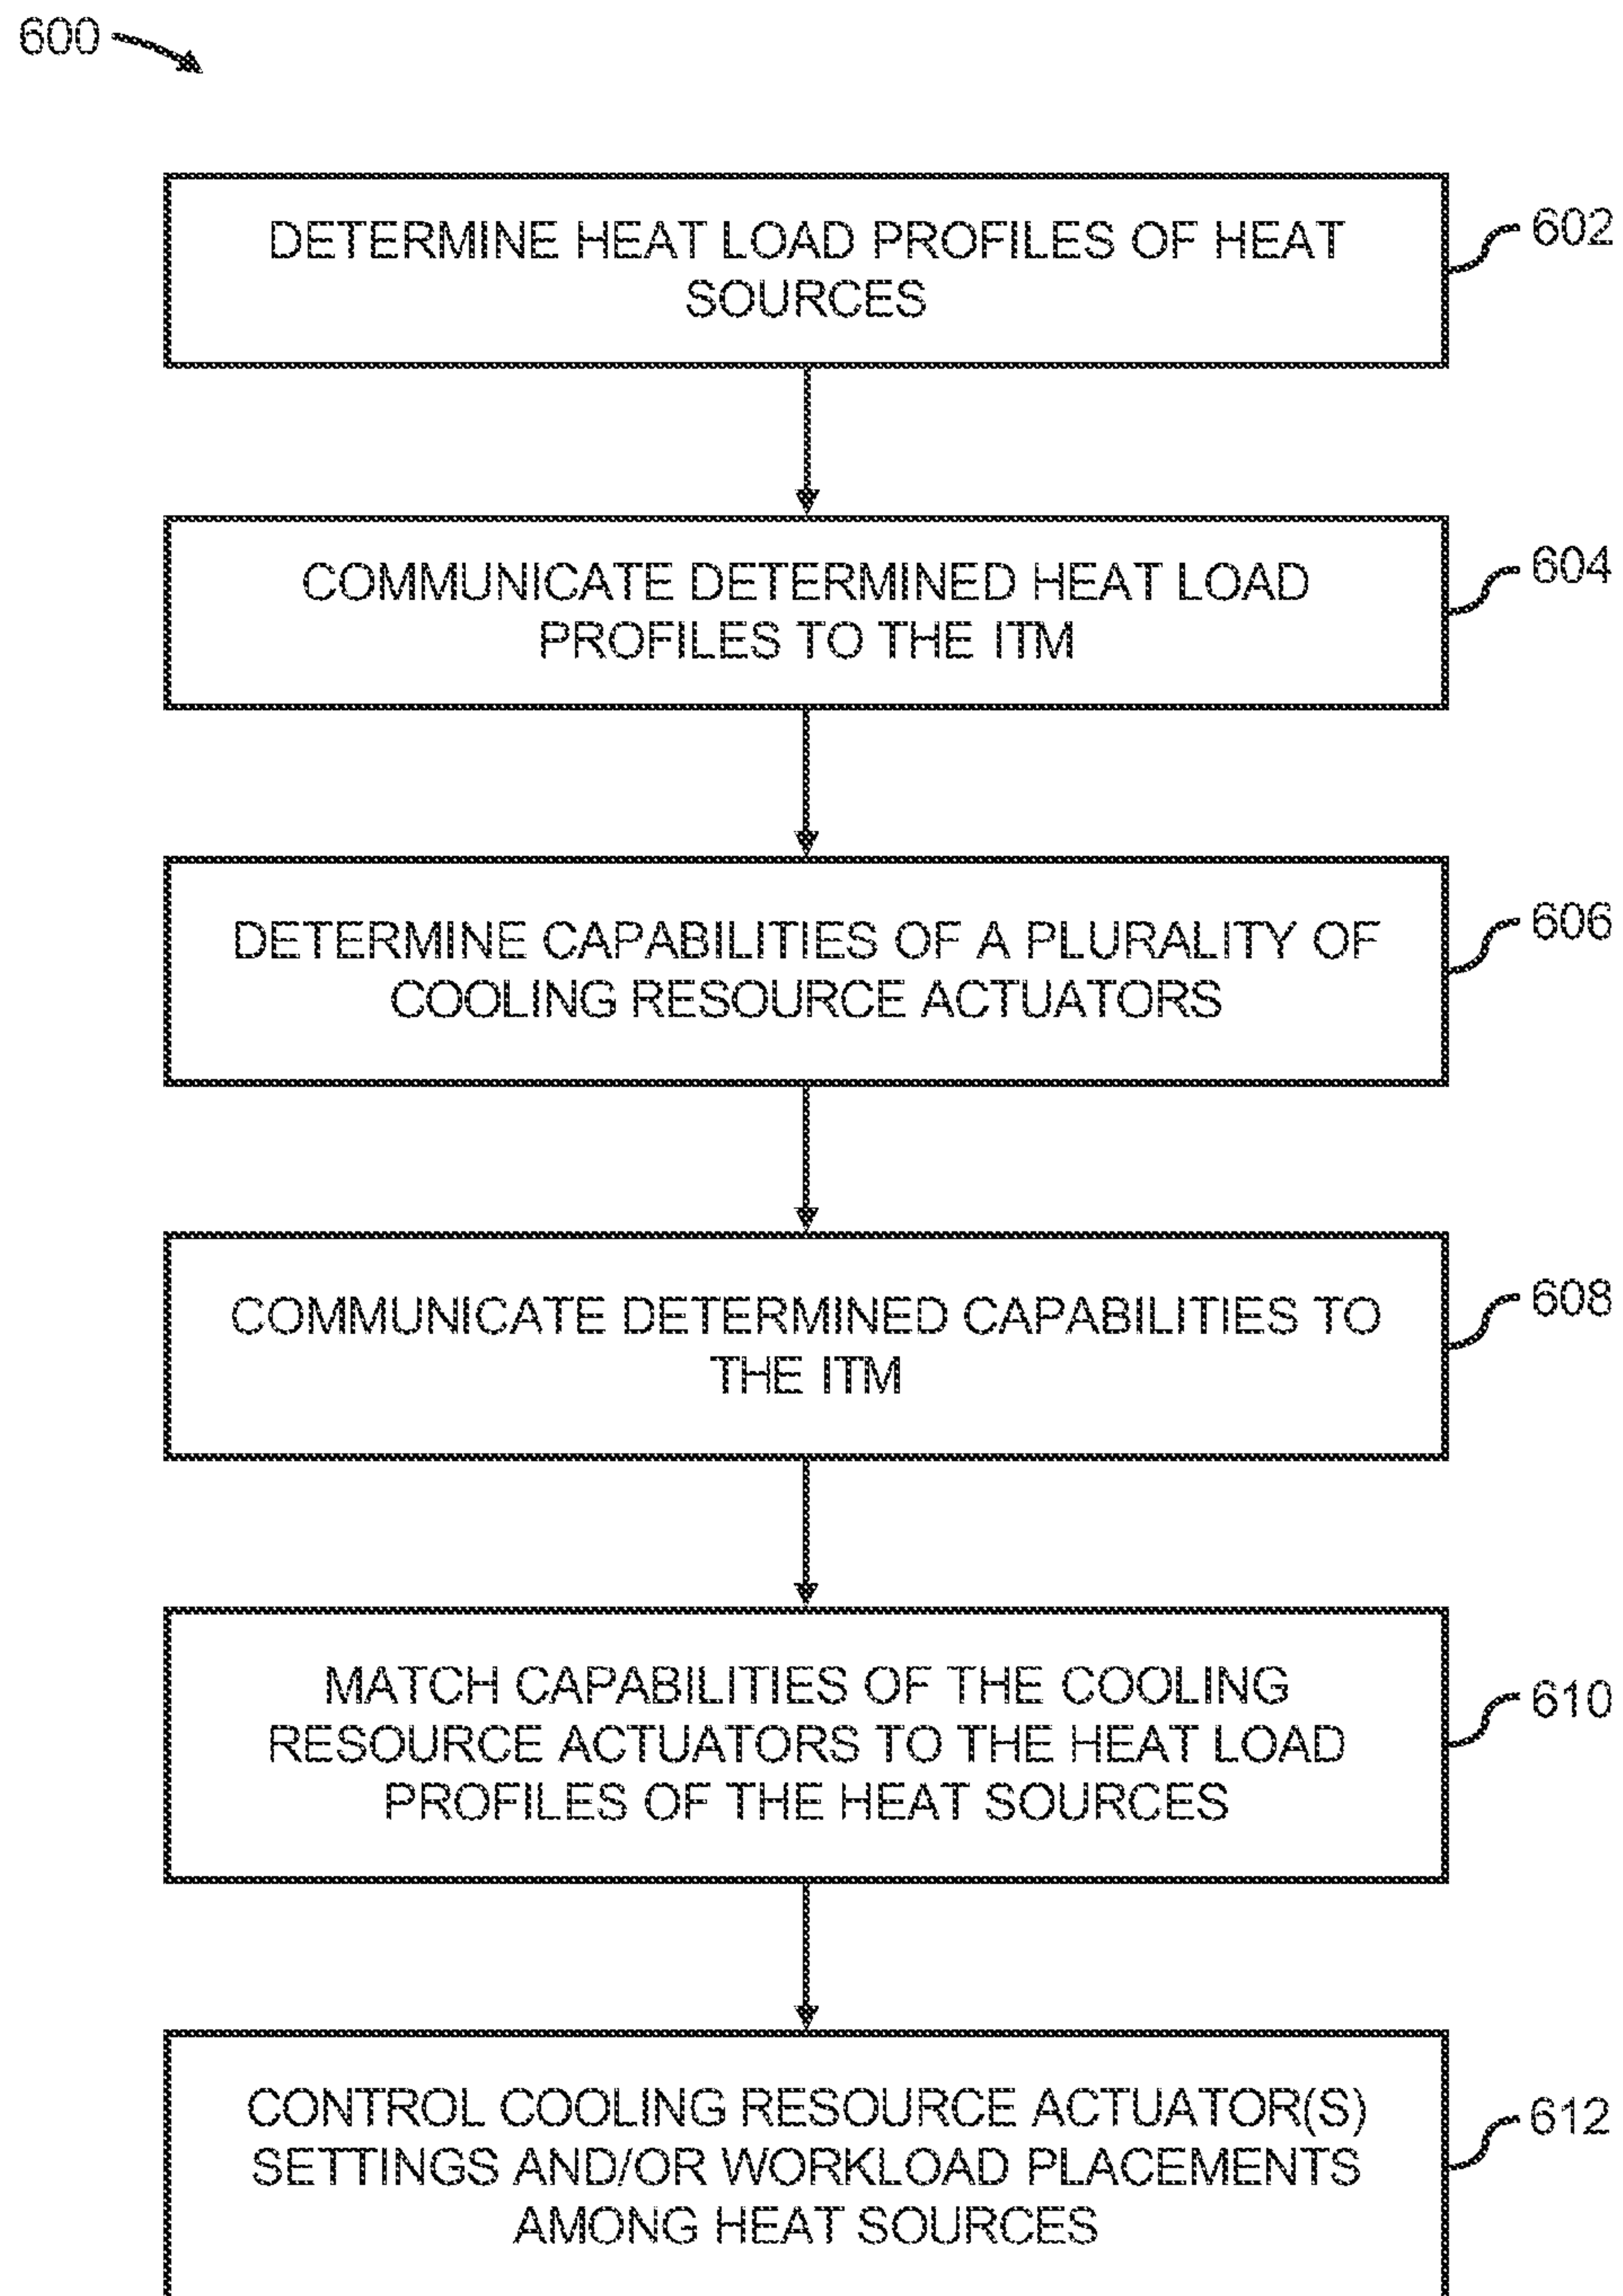 600
DETERMINE HEAT LOAD PROFILES OF HEAT
SOURCES
602
COMMUNICATE DETERMINED HEAT LOAD
PROFILES TO THE ITM
604
DETERMINE CAPABILITIES OF A PLURALITY OF
COOLING RESOURCE ACTUATORS
606
COMMUNICATE DETERMINED CAPABILITIES TO
THE ITM
608
MATCH CAPABILITIES OF THE COOLING
RESOURCE ACTUATORS TO THE HEAT LOAD
PROFILES OF THE HEAT SOURCES
610
CONTROL COOLING RESOURCE ACTUATOR(S)
SETTINGS AND/OR WORKLOAD PLACEMENTS
AMONG HEAT SOURCES
612